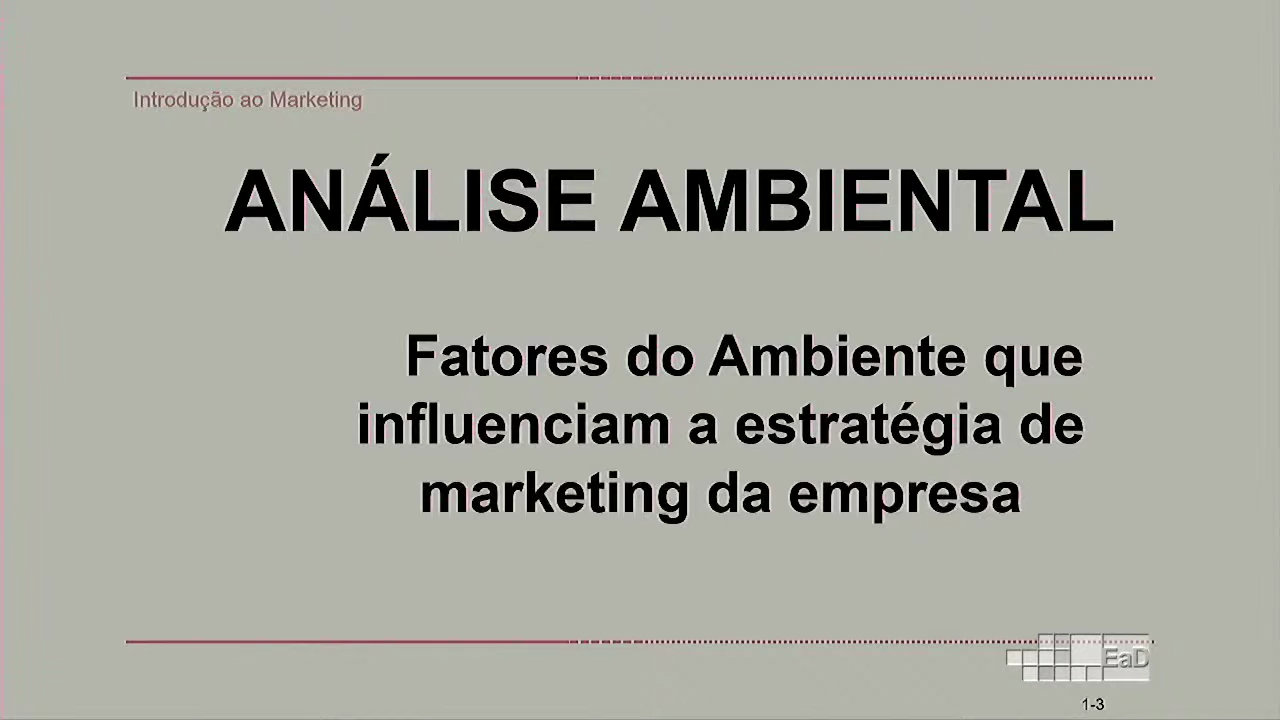 Introdução ao Marketing
ANÁLISE AMBIENTAL
Fatores do Ambiente que
influenciam a estratégia de
marketing da empresa
EaD
1-3